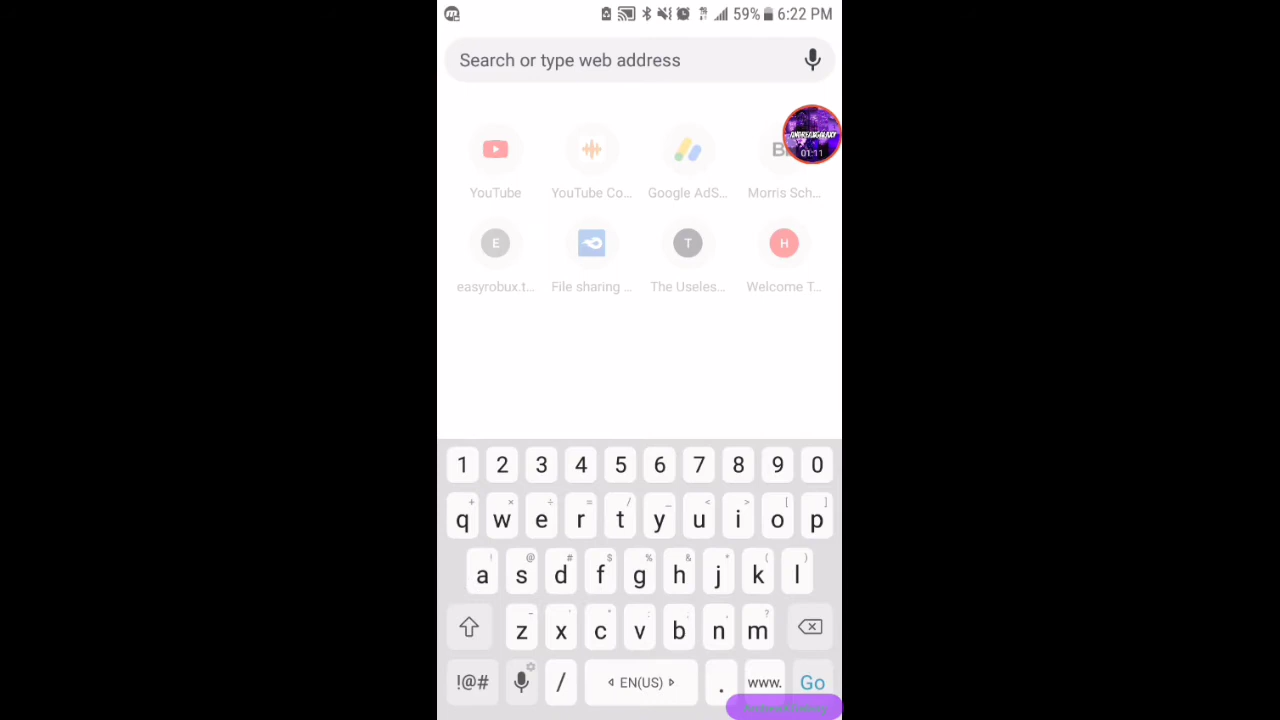 59% 6:22 PM
Search or type web address
ANDREAUGALAXY
01:11
YouTube YouTube Co... Google AdS... Morris Sch...
E T H
easyrobux.t... File sharing ... The Useles... Welcome T...
1 2 3 4 5 6 7 8 9 0
+ × ÷ = / _ < > [ ]
q w e r t y u i o p
! @ # $ % & * ( )
a s d f g h j k l
- ' " : ; , ?
z x c v b n m
!@# / EN(US) . www. Go